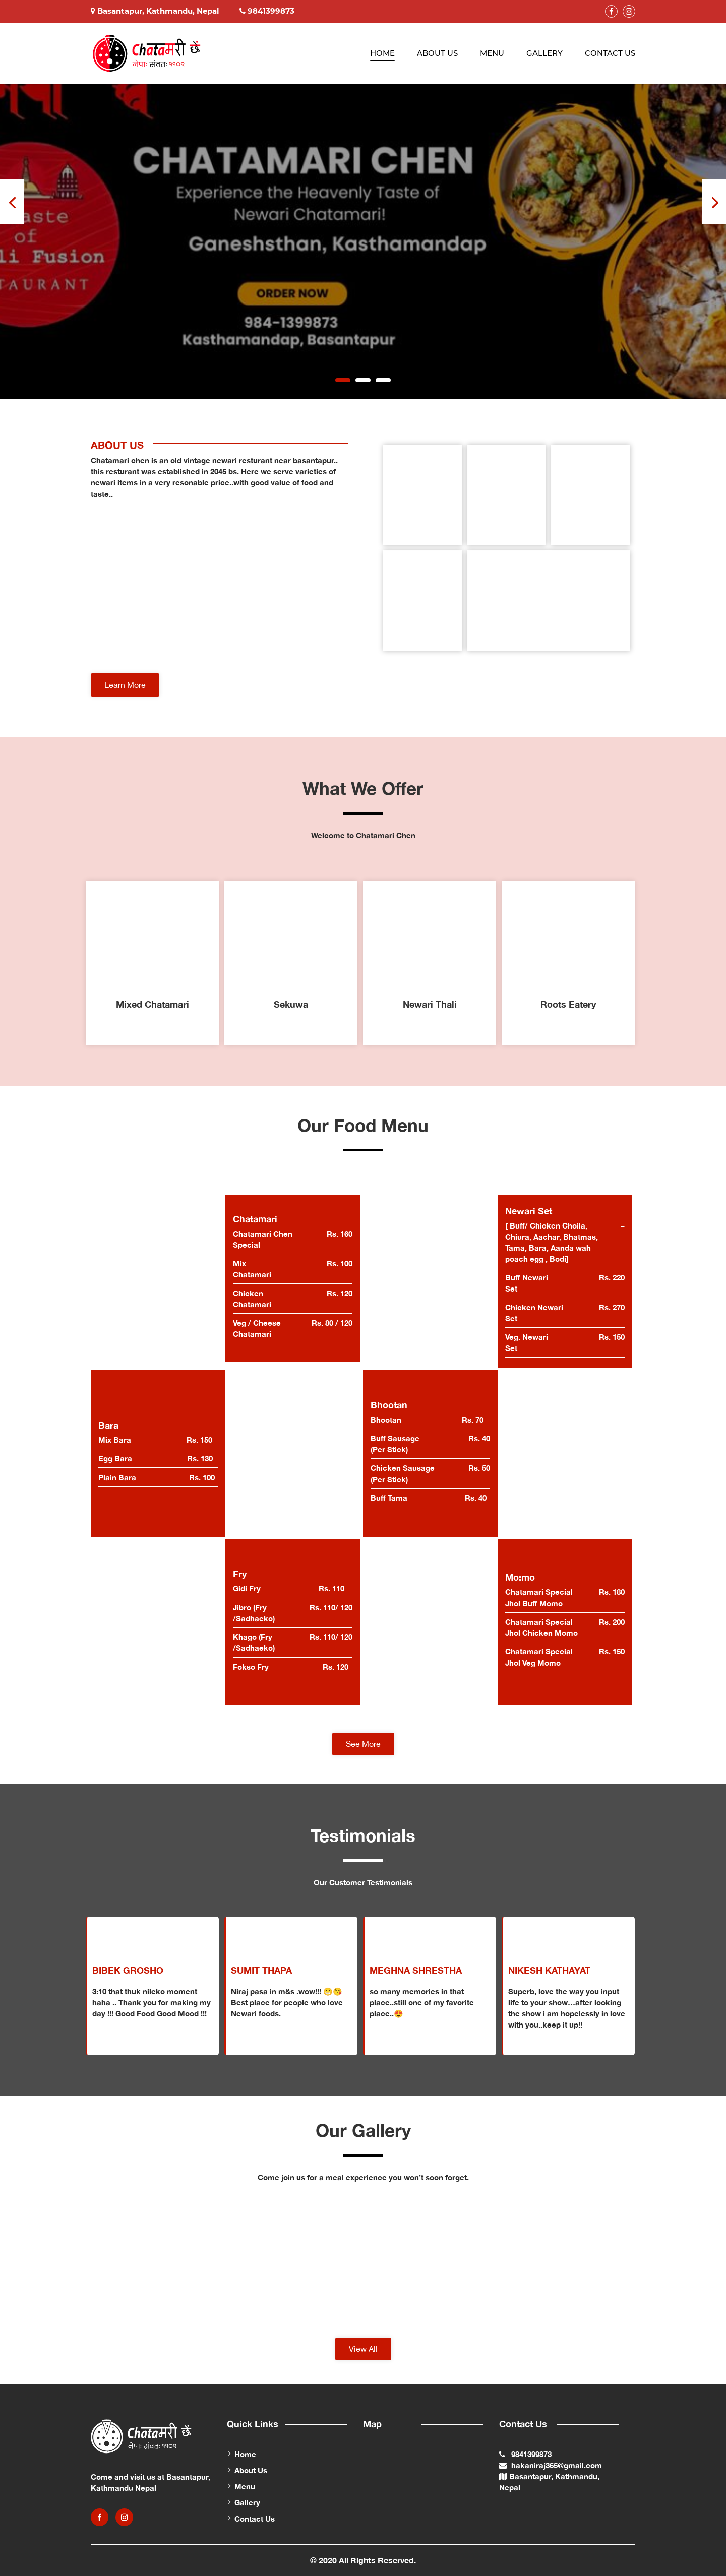 Basantapur, Kathmandu, Nepal 9841399873
Chataमरी छेँ
नेपाः संवतः ११०१
HOME ABOUT US MENU GALLERY CONTACT US
CHATAMARI CHEN
Experience the Heavenly Taste of
Newari Chatamari!
Ganeshsthan, Kasthamandap
ORDER NOW
984-1399873
Kasthamandap, Basantapur
aste of
li Fusion
TAURANT
ABOUT US
Chatamari chen is an old vintage newari resturant near basantapur..
this resturant was established in 2045 bs. Here we serve varieties of
newari items in a very resonable price..with good value of food and
taste..
Learn More
What We Offer
Welcome to Chatamari Chen
Mixed Chatamari
Sekuwa
Newari Thali
Roots Eatery
Our Food Menu
Chatamari
Chatamari Chen Rs. 160
Special
Mix Rs. 100
Chatamari
Chicken Rs. 120
Chatamari
Veg / Cheese Rs. 80 / 120
Chatamari
Newari Set
[ Buff/ Chicken Choila, –
Chiura, Aachar, Bhatmas,
Tama, Bara, Aanda wah
poach egg , Bodi]
Buff Newari Rs. 220
Set
Chicken Newari Rs. 270
Set
Veg. Newari Rs. 150
Set
Bara
Mix Bara Rs. 150
Egg Bara Rs. 130
Plain Bara Rs. 100
Bhootan
Bhootan Rs. 70
Buff Sausage Rs. 40
(Per Stick)
Chicken Sausage Rs. 50
(Per Stick)
Buff Tama Rs. 40
Fry
Gidi Fry Rs. 110
Jibro (Fry Rs. 110/ 120
/Sadhaeko)
Khago (Fry Rs. 110/ 120
/Sadhaeko)
Fokso Fry Rs. 120
Mo:mo
Chatamari Special Rs. 180
Jhol Buff Momo
Chatamari Special Rs. 200
Jhol Chicken Momo
Chatamari Special Rs. 150
Jhol Veg Momo
See More
Testimonials
Our Customer Testimonials
BIBEK GROSHO
3:10 that thuk nileko moment
haha .. Thank you for making my
day !!! Good Food Good Mood !!!
SUMIT THAPA
Niraj pasa in m&s .wow!!! 😁😘
Best place for people who love
Newari foods.
MEGHNA SHRESTHA
so many memories in that
place..still one of my favorite
place..😍
NIKESH KATHAYAT
Superb, love the way you input
life to your show…after looking
the show i am hopelessly in love
with you..keep it up!!
Our Gallery
Come join us for a meal experience you won't soon forget.
View All
Chataमरी छेँ
नेपाः संवतः ११०१
Come and visit us at Basantapur,
Kathmandu Nepal
Quick Links
Home
About Us
Menu
Gallery
Contact Us
Map
Contact Us
9841399873
hakaniraj365@gmail.com
Basantapur, Kathmandu,
Nepal
© 2020 All Rights Reserved.